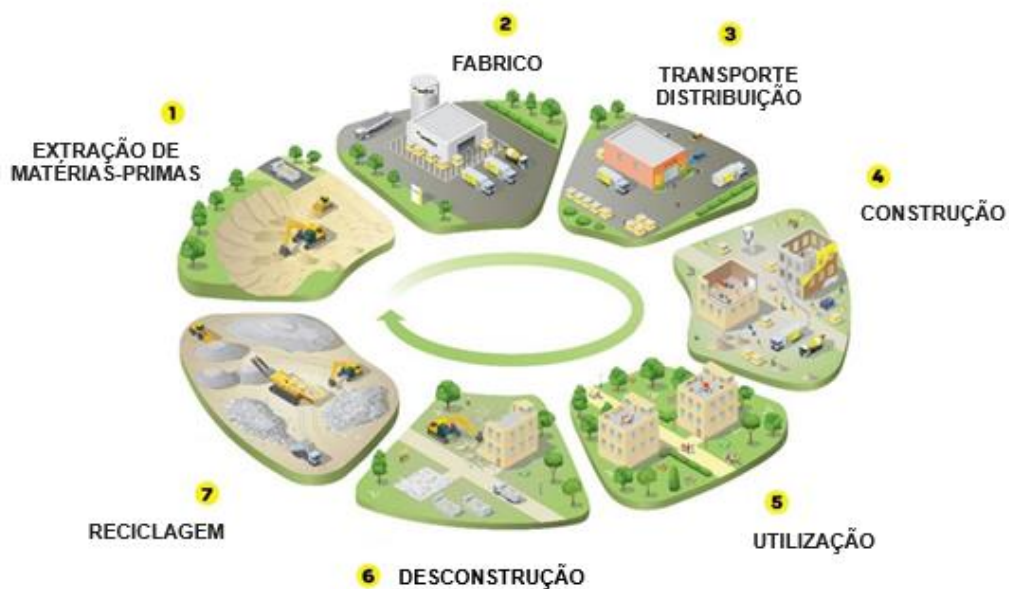 1
EXTRAÇÃO DE
MATÉRIAS-PRIMAS
2
FABRICO
3
TRANSPORTE
DISTRIBUIÇÃO
4
CONSTRUÇÃO
5
UTILIZAÇÃO
6 DESCONSTRUÇÃO
7
RECICLAGEM